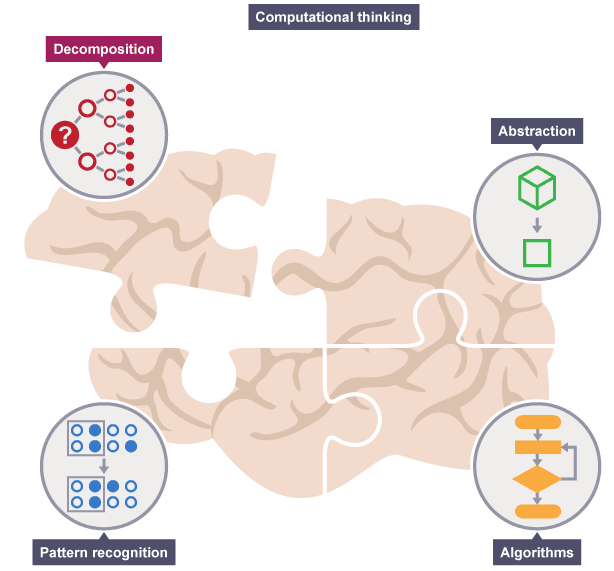 Computational thinking
Decomposition
?
Abstraction
Pattern recognition
Algorithms